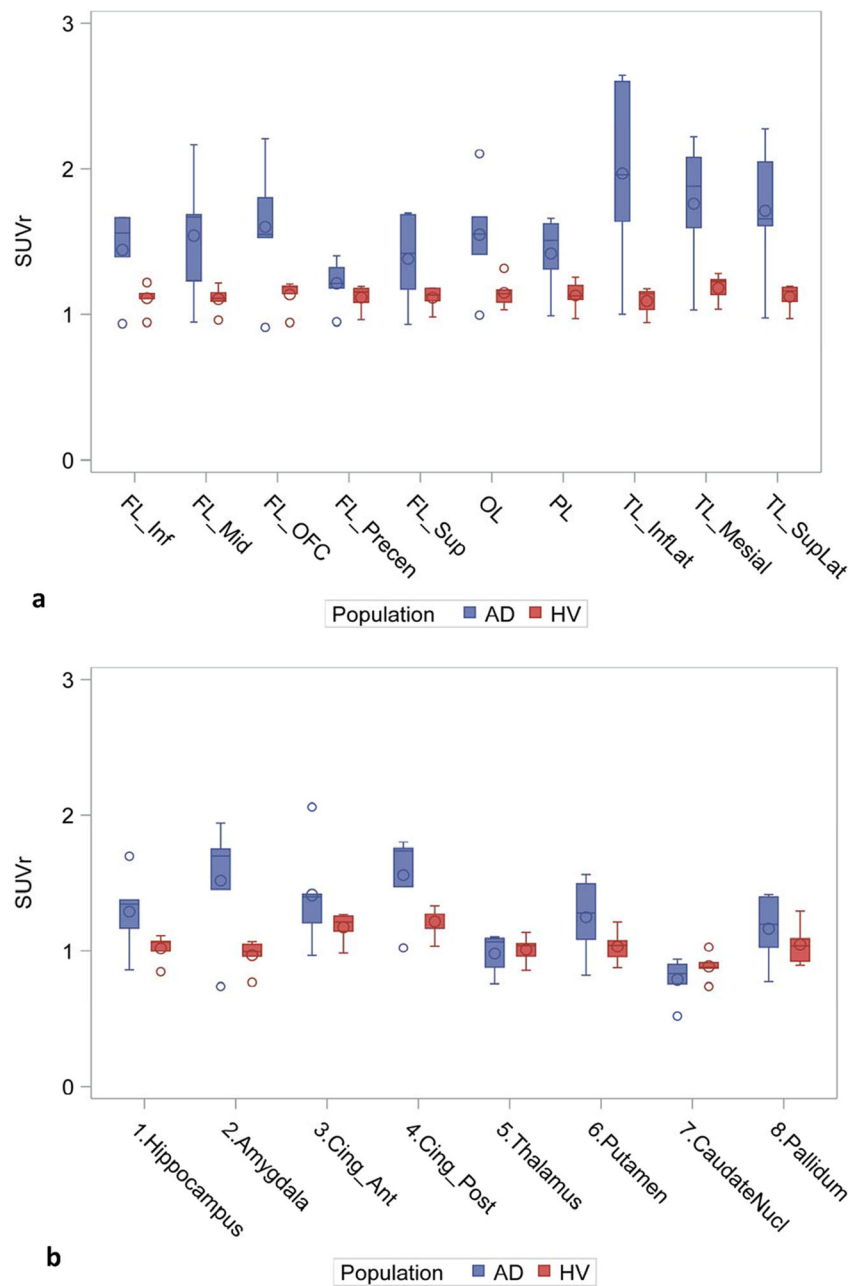 3
2
1
0
SUVr
FL_Inf
FL_Mid
FL_OFC
FL_Precen
FL_Sup
OL
PL
TL_InfLat
TL_Mesial
TL_SupLat
a
Population AD HV
3
2
1
0
SUVr
1.Hippocampus
2.Amygdala
3.Cing_Ant
4.Cing_Post
5.Thalamus
6.Putamen
7.CaudateNucl
8.Pallidum
b
Population AD HV